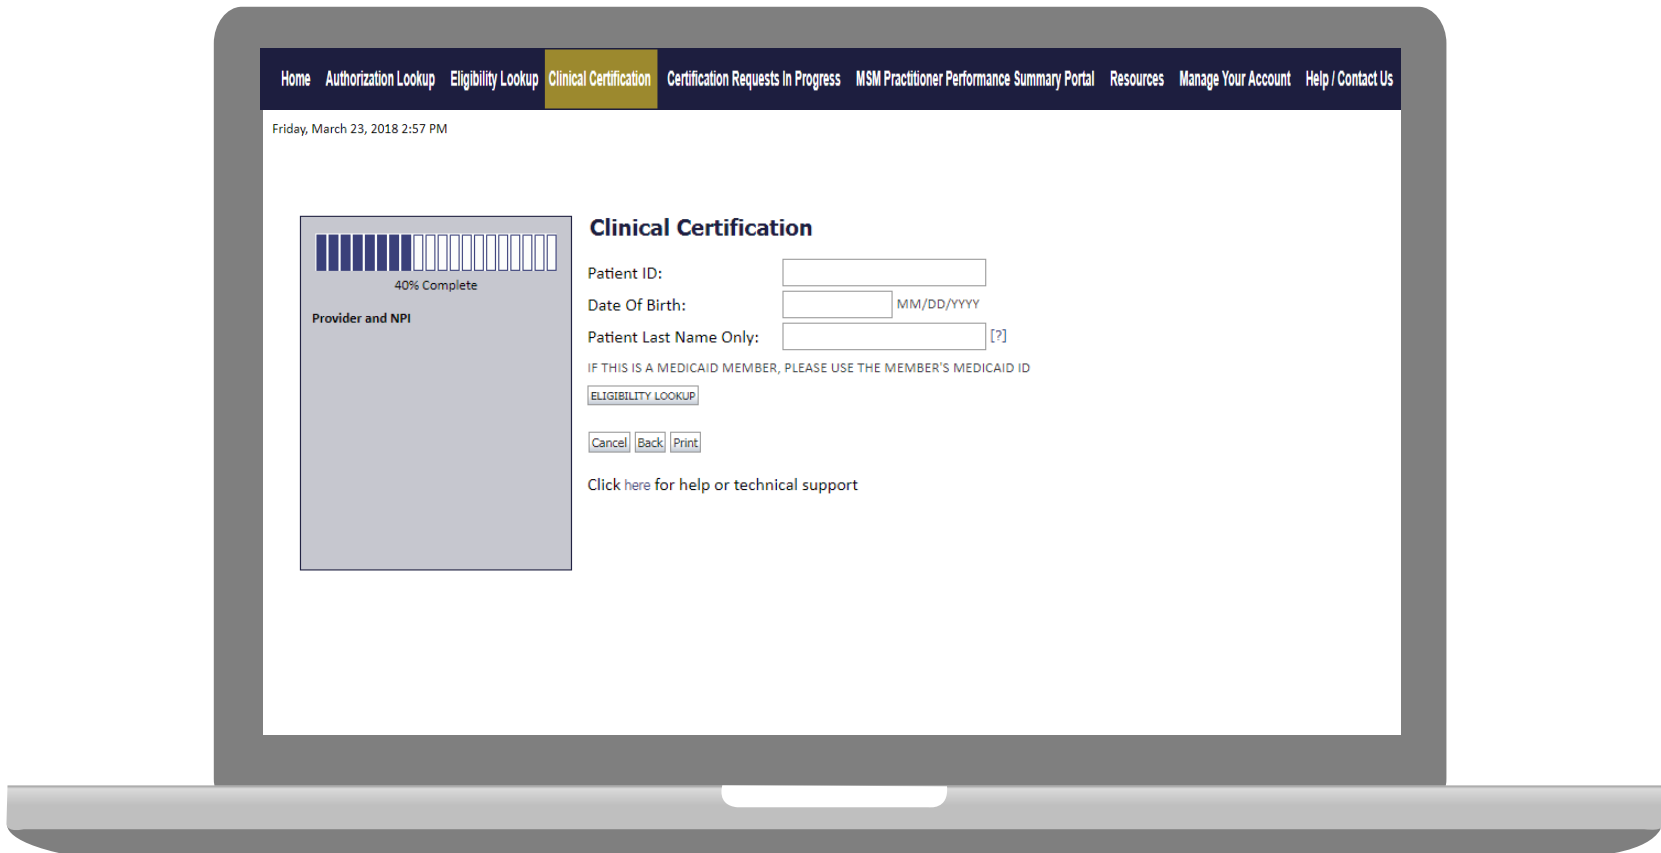 Home Authorization Lookup Eligibility Lookup Clinical Certification Certification Requests In Progress MSM Practitioner Performance Summary Portal Resources Manage Your Account Help / Contact Us
Friday, March 23, 2018 2:57 PM
40% Complete
Provider and NPI
Clinical Certification
Patient ID:
Date Of Birth: MM/DD/YYYY
Patient Last Name Only: [?]
IF THIS IS A MEDICAID MEMBER, PLEASE USE THE MEMBER'S MEDICAID ID
ELIGIBILITY LOOKUP
Cancel Back Print
Click here for help or technical support